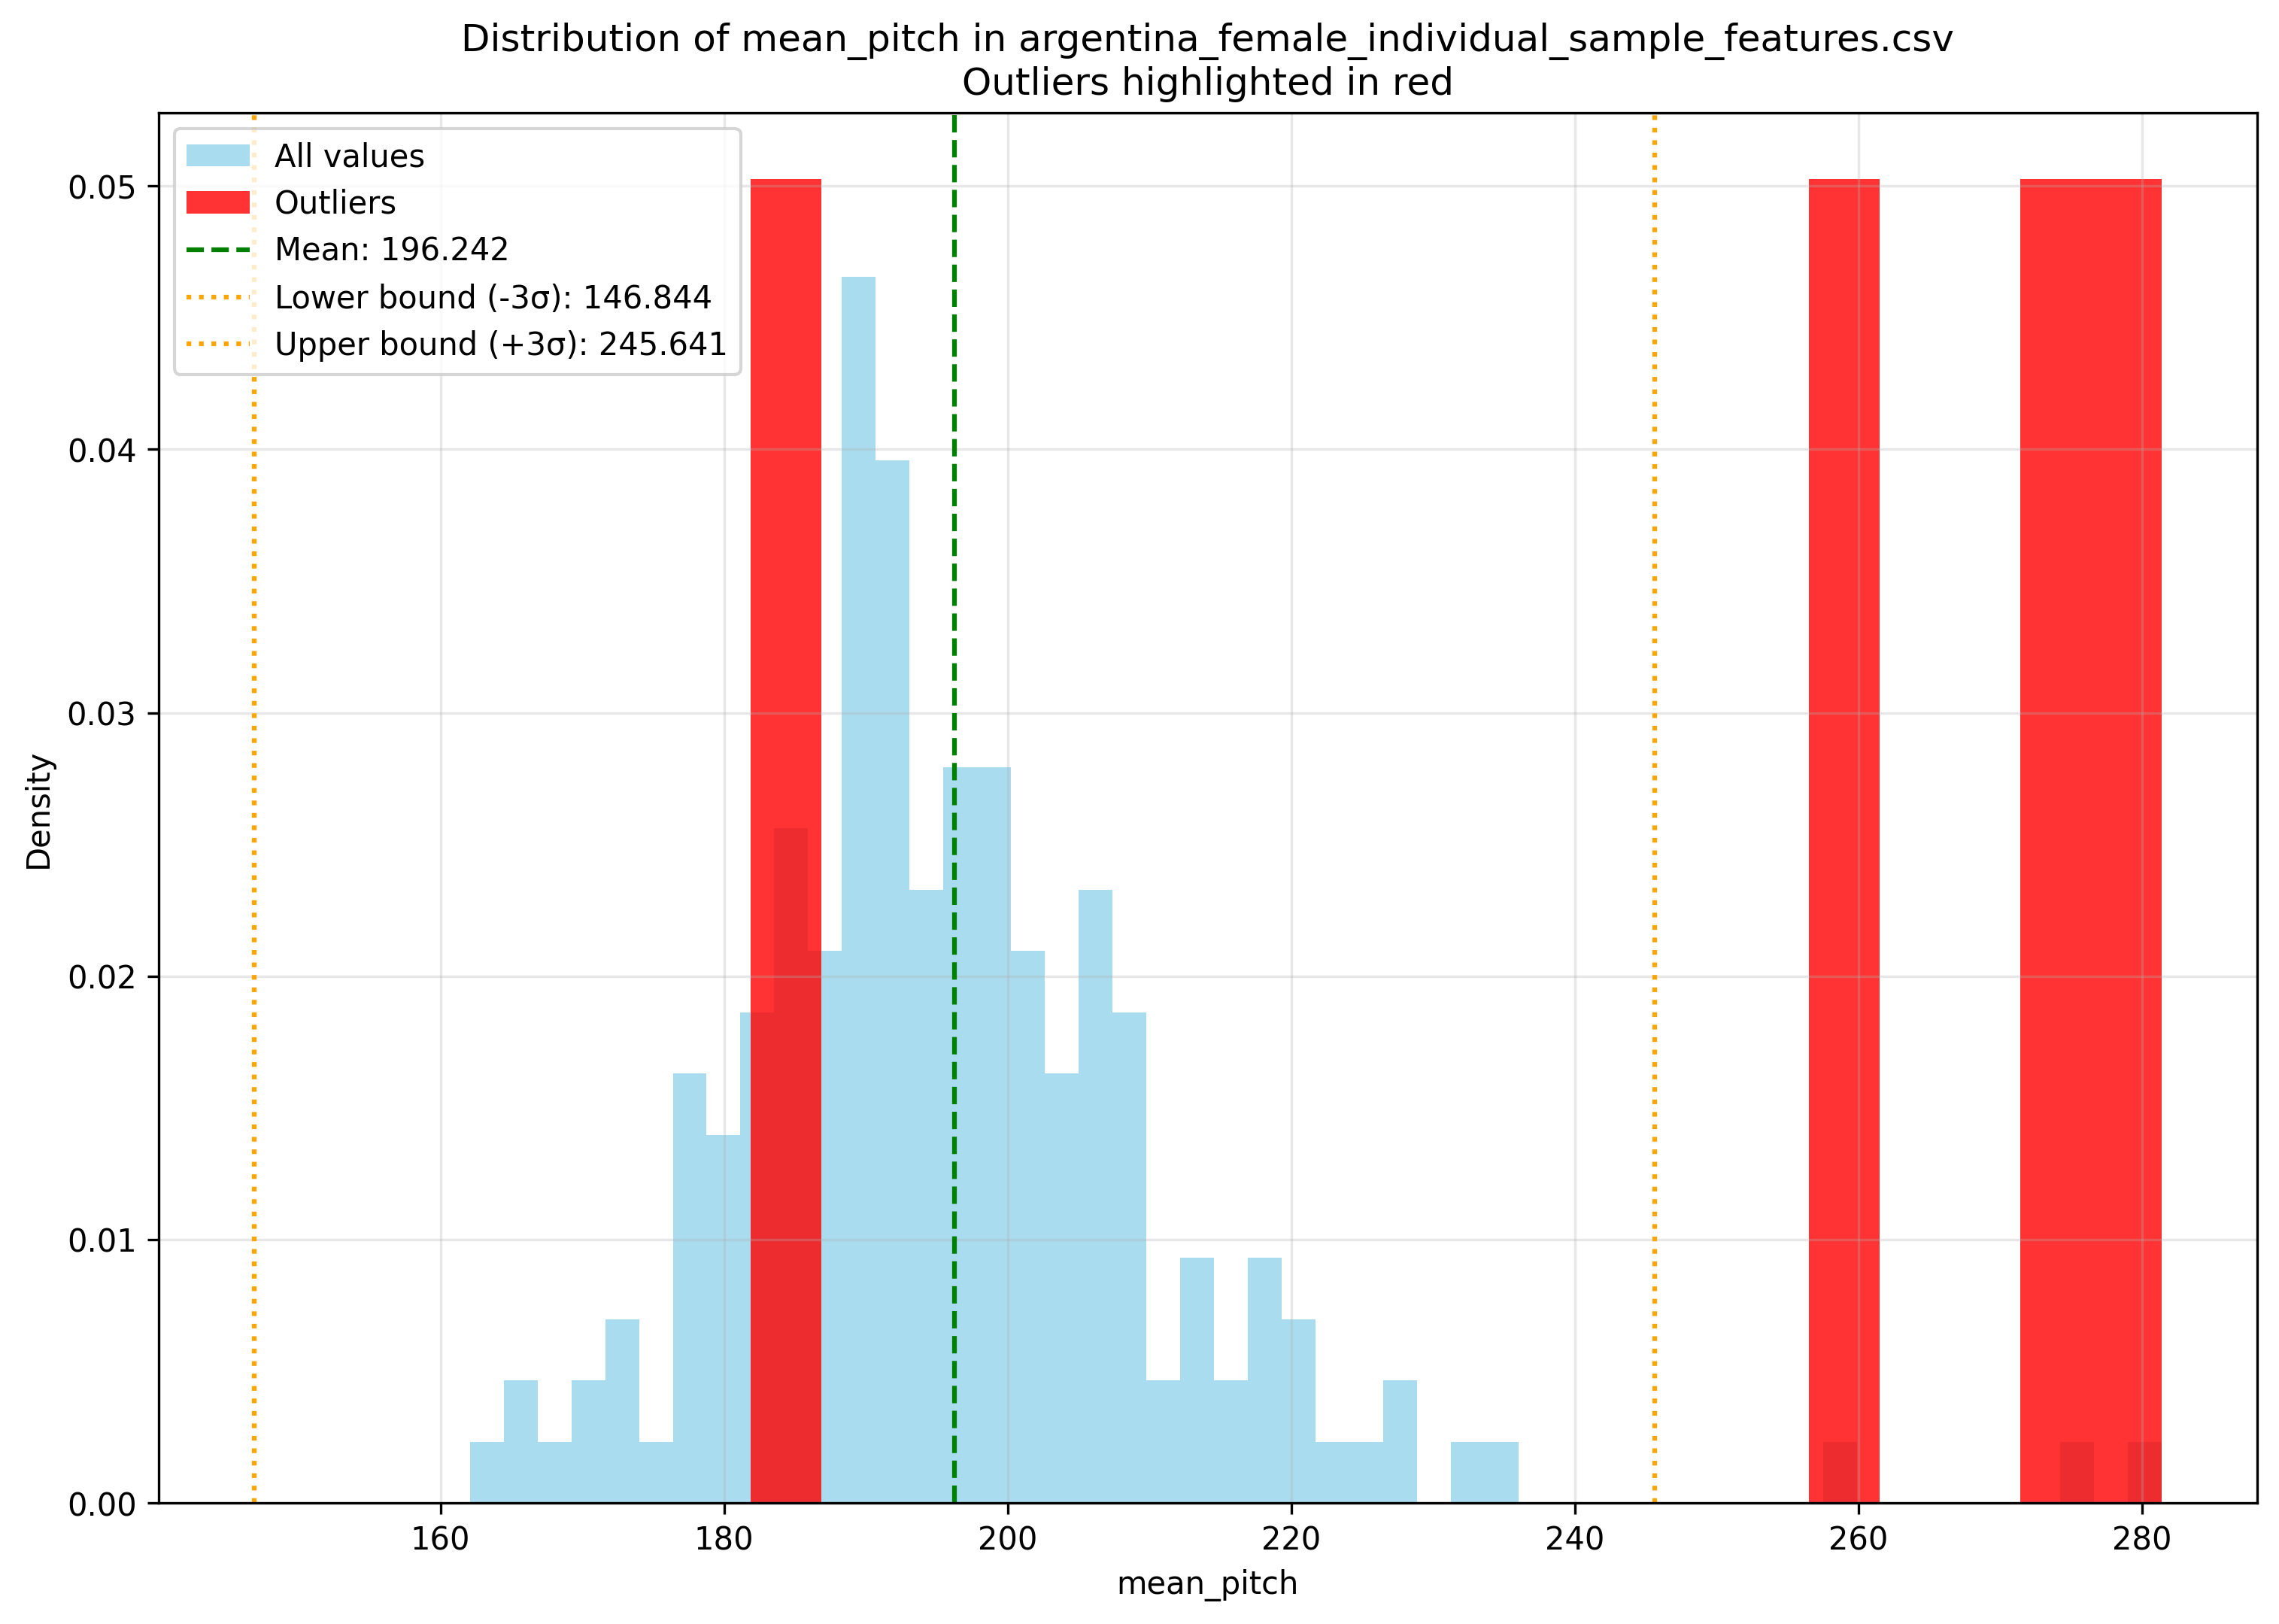 Distribution of mean_pitch in argentina_female_individual_sample_features.csv
Outliers highlighted in red
All values
Outliers
Mean: 196.242
Lower bound (-3σ): 146.844
Upper bound (+3σ): 245.641
0.05
0.04
0.03
0.02
0.01
0.00
Density
160 180 200 220 240 260 280
mean_pitch